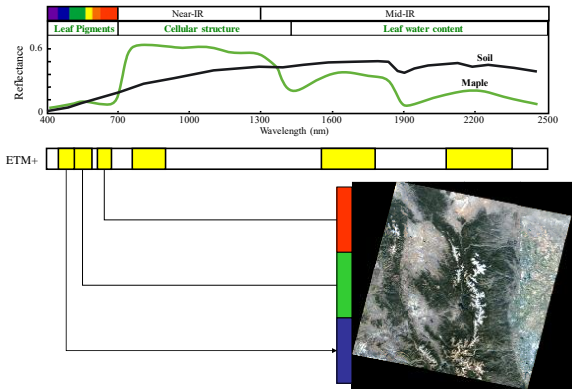 Near-IR Mid-IR
Leaf Pigments Cellular structure Leaf water content
0.6
Reflectance
Soil
Maple
0
400 700 1000 1300 1600 1900 2200 2500
Wavelength (nm)
ETM+